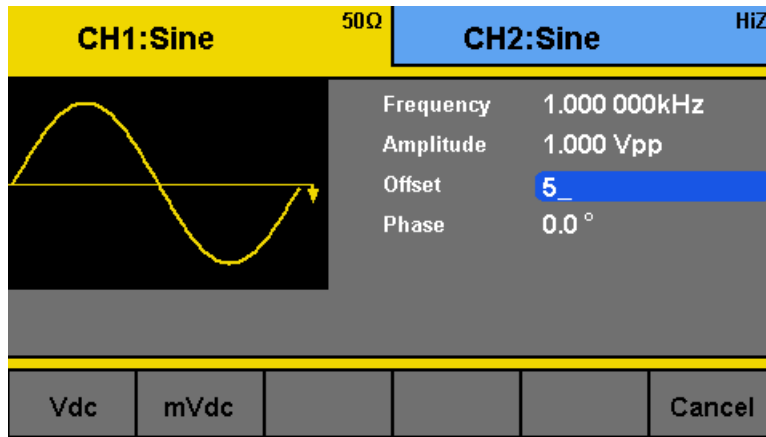 CH1:Sine 50Ω CH2:Sine HiZ
Frequency 1.000 000kHz
Amplitude 1.000 Vpp
Offset 5_
Phase 0.0 °
Vdc mVdc Cancel